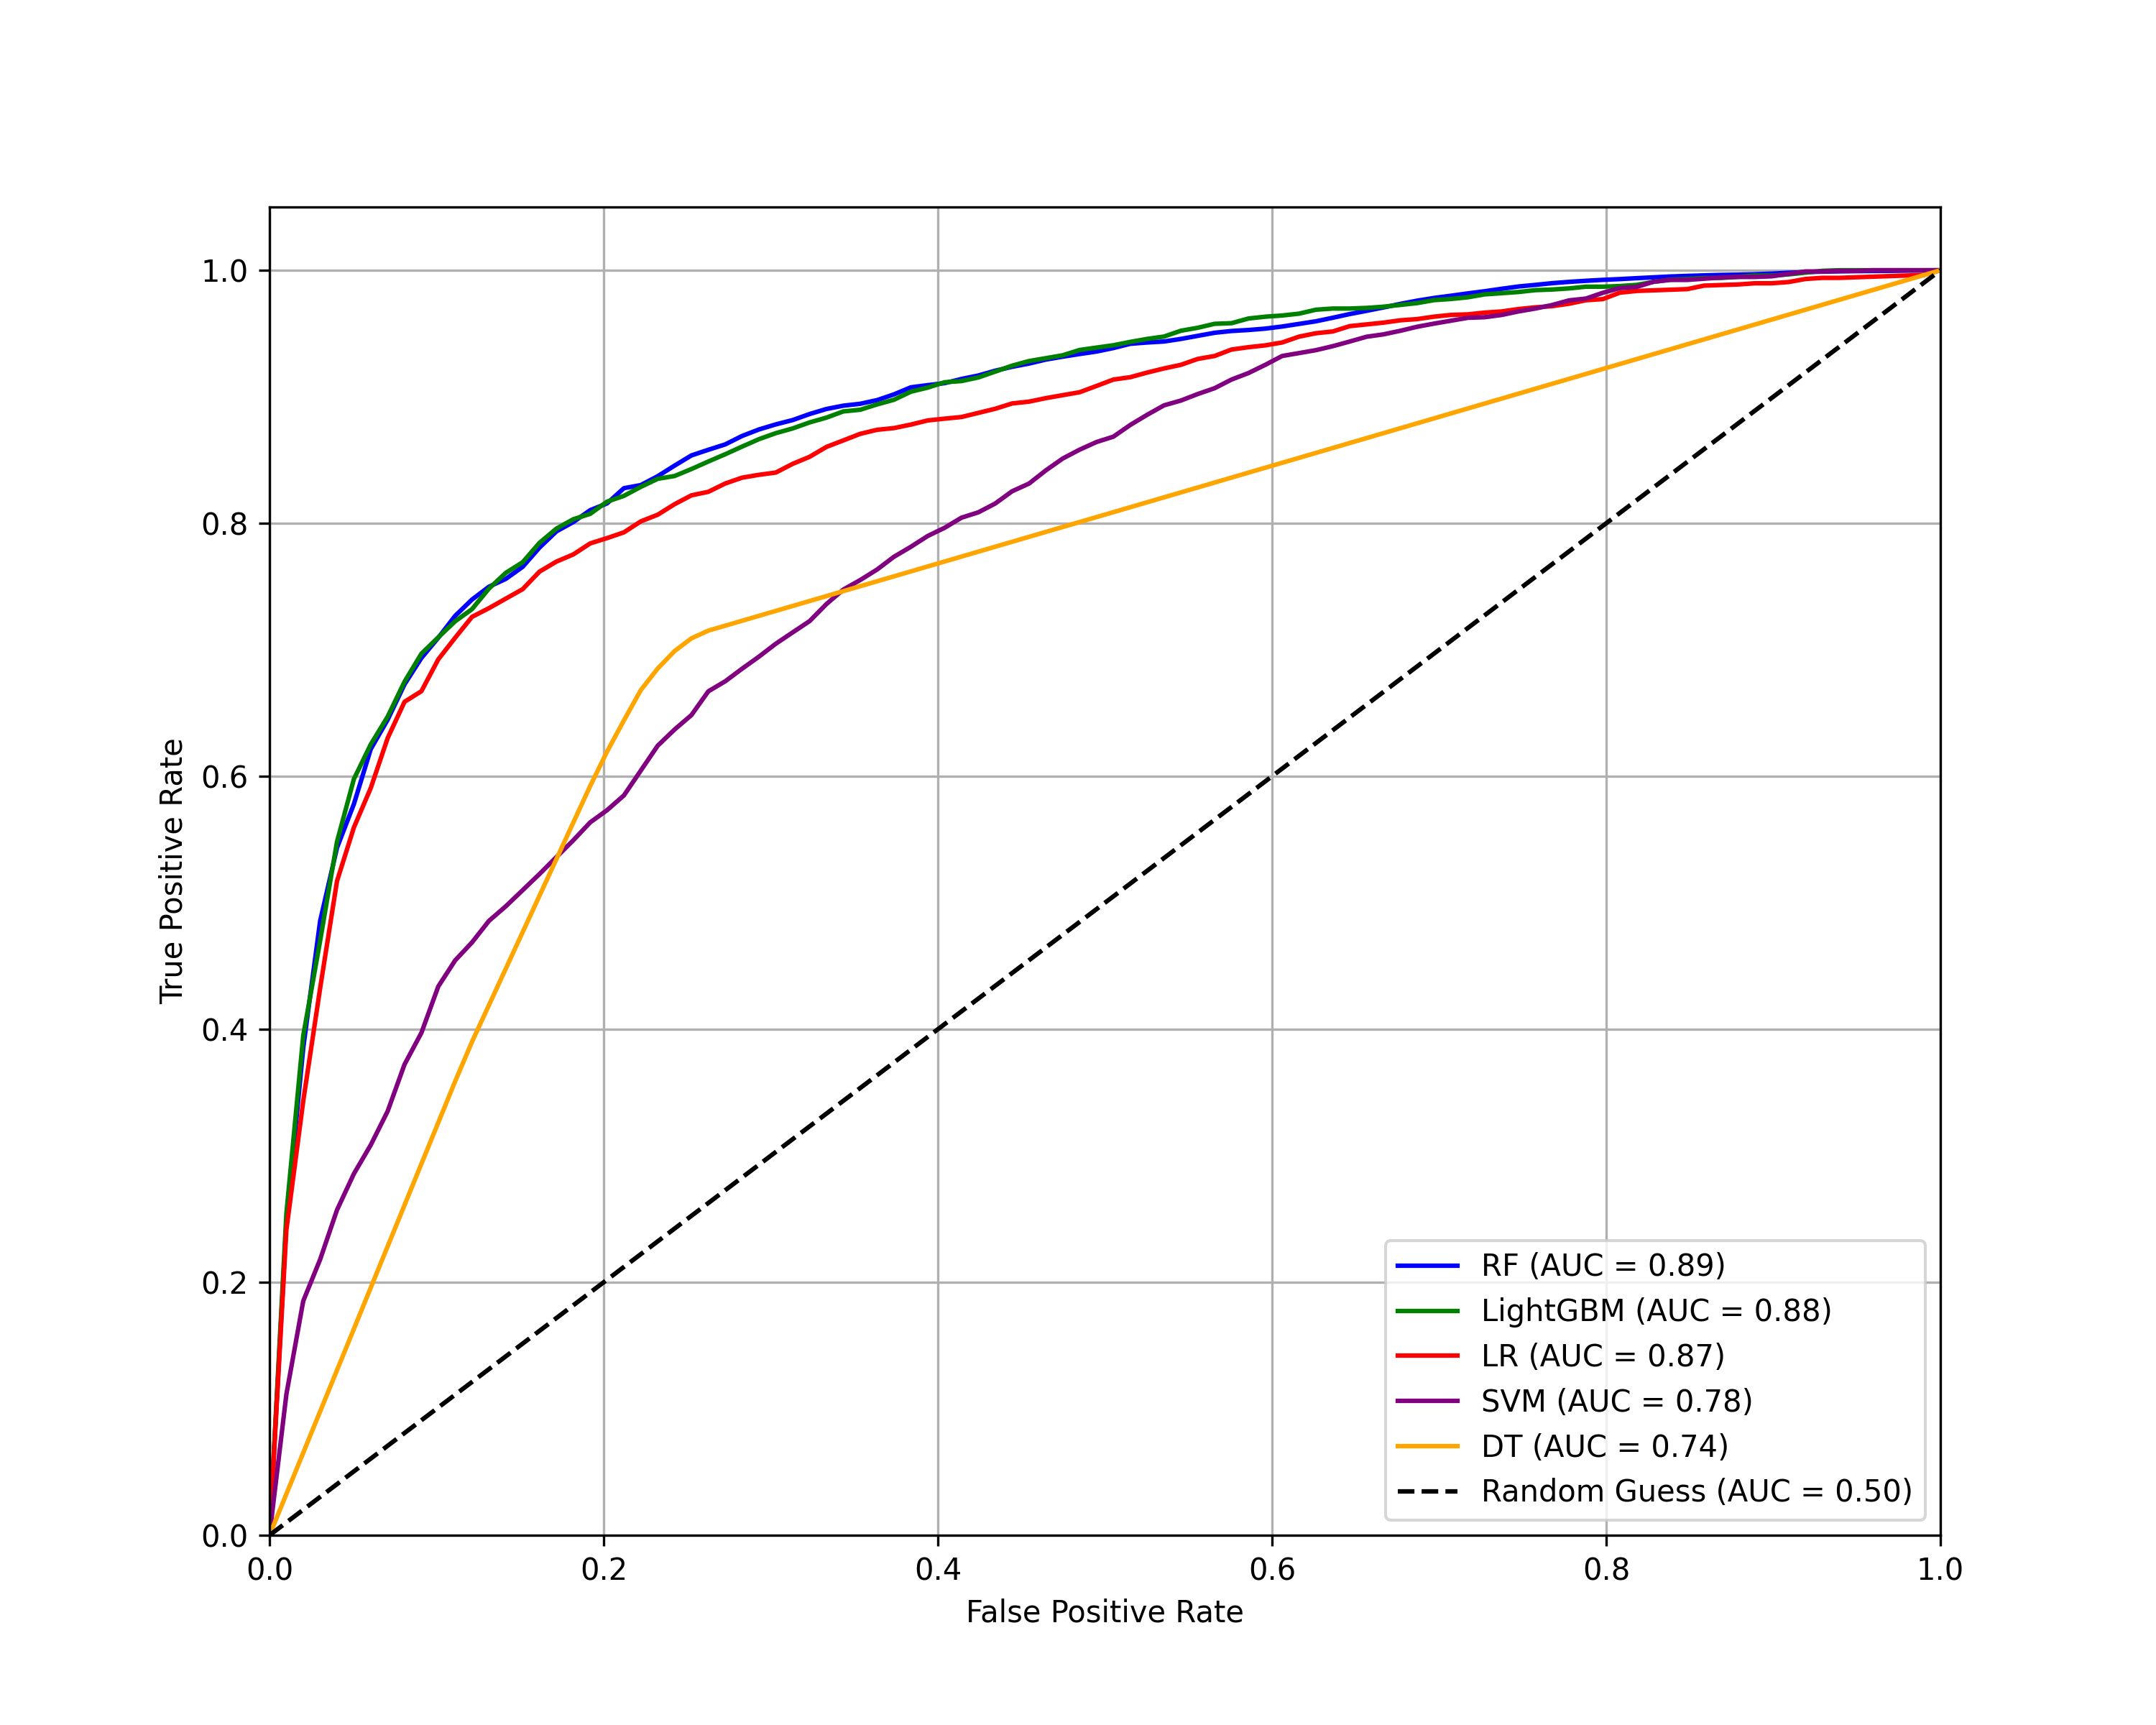 1.0
0.8
0.6
0.4
0.2
0.0
True Positive Rate
0.0 0.2 0.4 0.6 0.8 1.0
False Positive Rate
RF (AUC = 0.89)
LightGBM (AUC = 0.88)
LR (AUC = 0.87)
SVM (AUC = 0.78)
DT (AUC = 0.74)
Random Guess (AUC = 0.50)